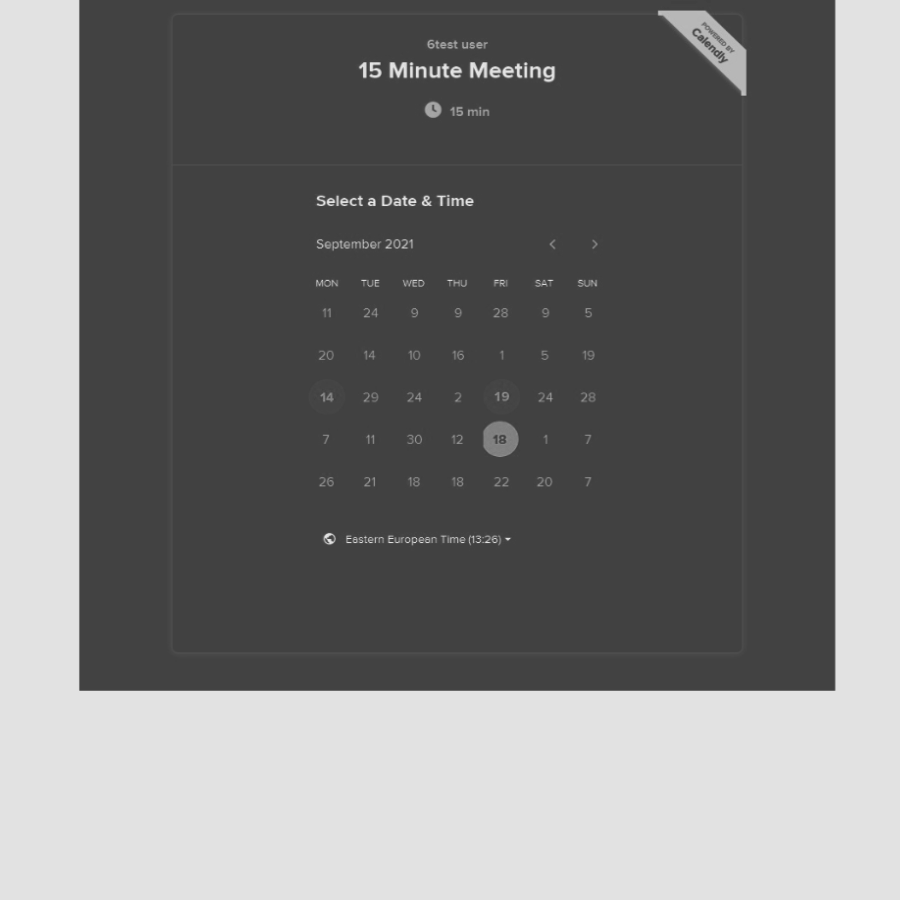 POWERED BY
Calendly
6test user
15 Minute Meeting
15 min
Select a Date & Time
September 2021
MON TUE WED THU FRI SAT SUN
11 24 9 9 28 9 5
20 14 10 16 1 5 19
14 29 24 2 19 24 28
7 11 30 12 18 1 7
26 21 18 18 22 20 7
Eastern European Time (13:26)